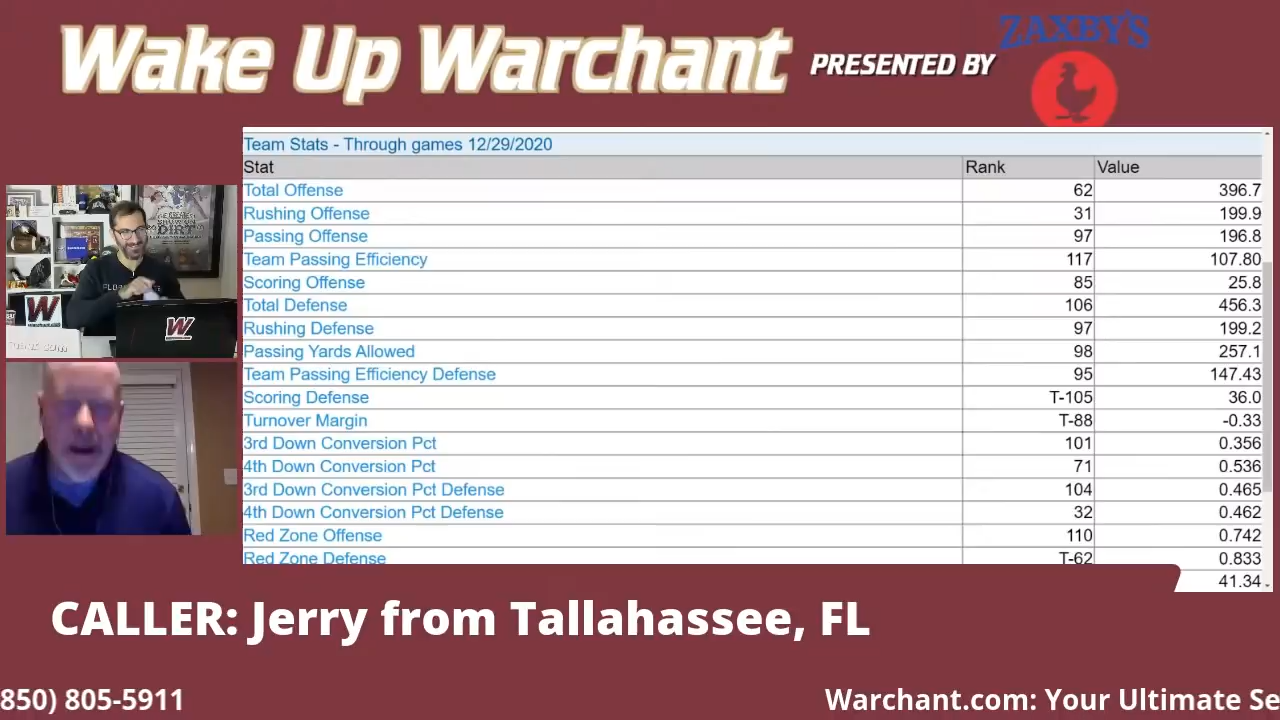 Wake Up Warchant PRESENTED BY ZAXBY'S
Team Stats - Through games 12/29/2020
Stat Rank Value
Total Offense 62 396.7
Rushing Offense 31 199.9
Passing Offense 97 196.8
Team Passing Efficiency 117 107.80
Scoring Offense 85 25.8
Total Defense 106 456.3
Rushing Defense 97 199.2
Passing Yards Allowed 98 257.1
Team Passing Efficiency Defense 95 147.43
Scoring Defense T-105 36.0
Turnover Margin T-88 -0.33
3rd Down Conversion Pct 101 0.356
4th Down Conversion Pct 71 0.536
3rd Down Conversion Pct Defense 104 0.465
4th Down Conversion Pct Defense 32 0.462
Red Zone Offense 110 0.742
Red Zone Defense T-62 0.833
41.34
DIRT
W
Warchant.com
W
CALLER: Jerry from Tallahassee, FL
850) 805-5911
Warchant.com: Your Ultimate Se